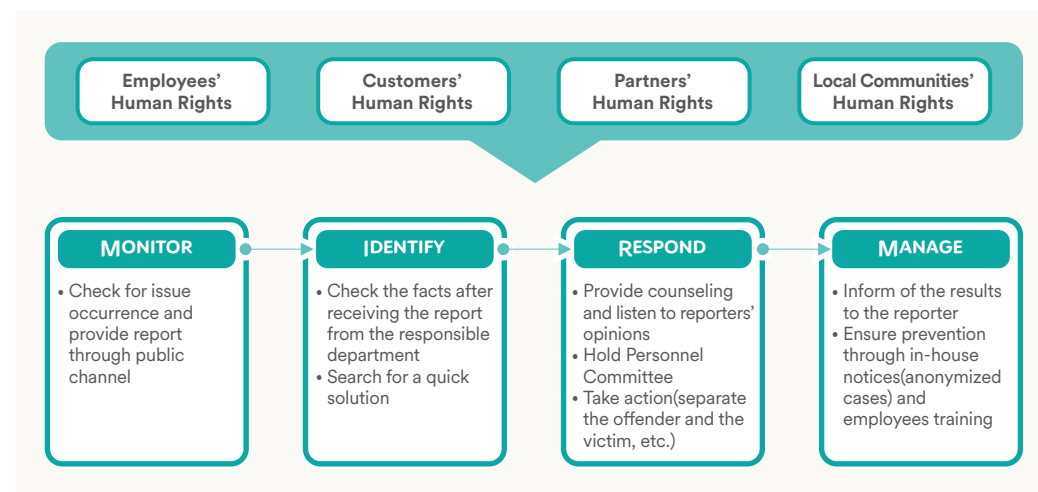 Employees’
Human Rights
Customers’
Human Rights
Partners’
Human Rights
Local Communities’
Human Rights
MONITOR
• Check for issue
occurrence and
provide report
through public
channel
IDENTIFY
• Check the facts after
receiving the report
from the responsible
department
• Search for a quick
solution
RESPOND
• Provide counseling
and listen to reporters’
opinions
• Hold Personnel
Committee
• Take action(separate
the offender and the
victim, etc.)
MANAGE
• Inform of the results
to the reporter
• Ensure prevention
through in-house
notices(anonymized
cases) and
employees training